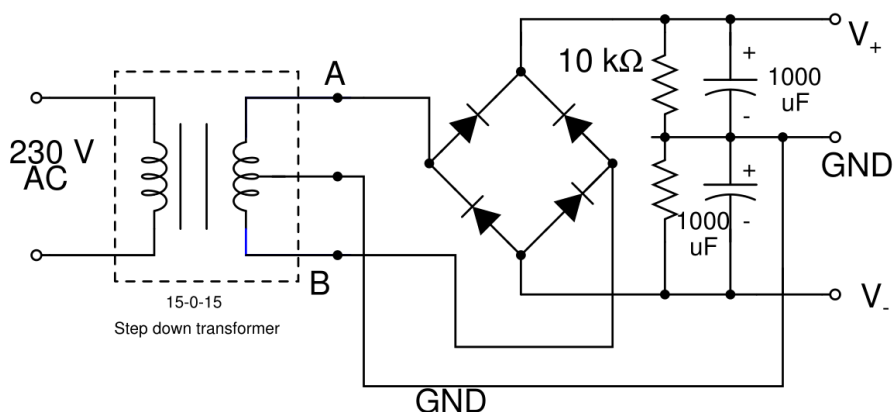 230 V
AC
15-0-15
Step down transformer
A
B
10 kΩ
+
1000
uF
-
+
1000
uF
-
V+
GND
V-
GND